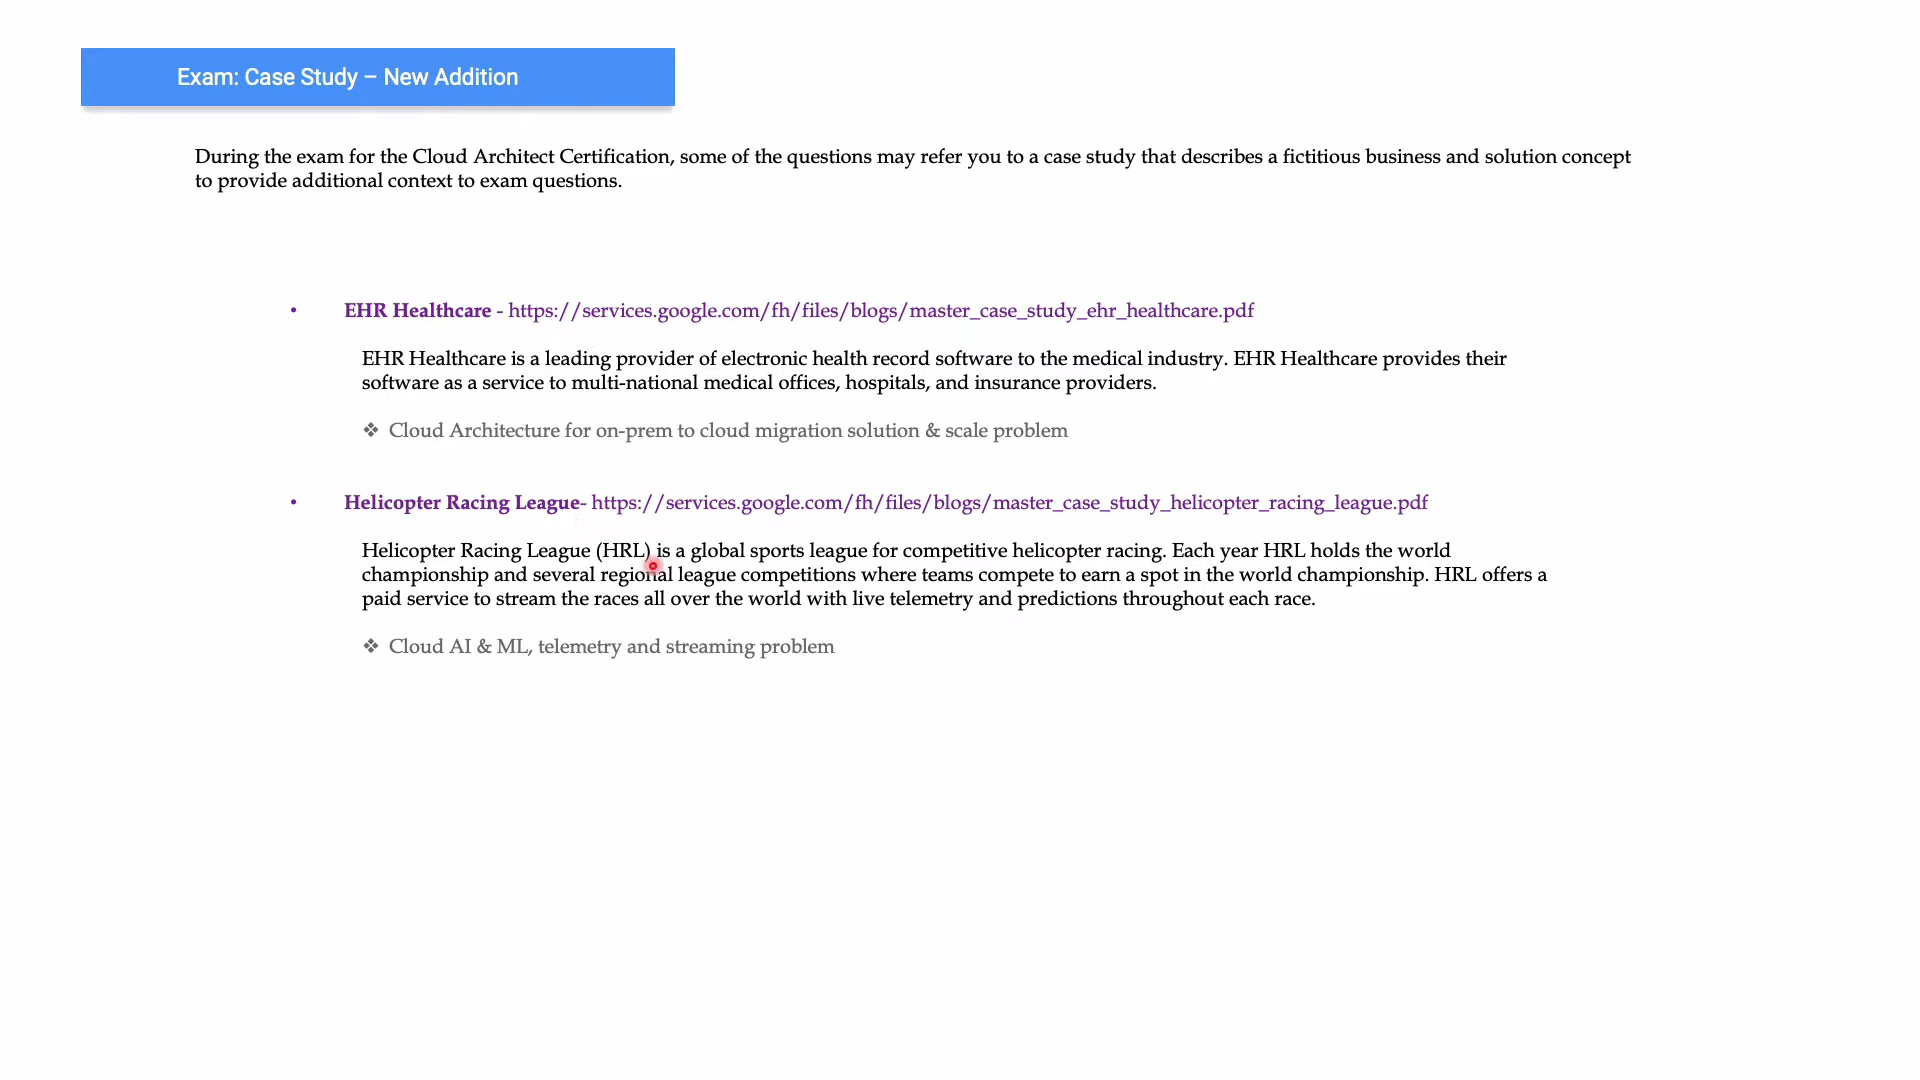 Exam: Case Study – New Addition
During the exam for the Cloud Architect Certification, some of the questions may refer you to a case study that describes a fictitious business and solution concept
to provide additional context to exam questions.
• EHR Healthcare - https://services.google.com/fh/files/blogs/master_case_study_ehr_healthcare.pdf
EHR Healthcare is a leading provider of electronic health record software to the medical industry. EHR Healthcare provides their
software as a service to multi-national medical offices, hospitals, and insurance providers.
❖ Cloud Architecture for on-prem to cloud migration solution & scale problem
• Helicopter Racing League- https://services.google.com/fh/files/blogs/master_case_study_helicopter_racing_league.pdf
Helicopter Racing League (HRL) is a global sports league for competitive helicopter racing. Each year HRL holds the world
championship and several regional league competitions where teams compete to earn a spot in the world championship. HRL offers a
paid service to stream the races all over the world with live telemetry and predictions throughout each race.
❖ Cloud AI & ML, telemetry and streaming problem